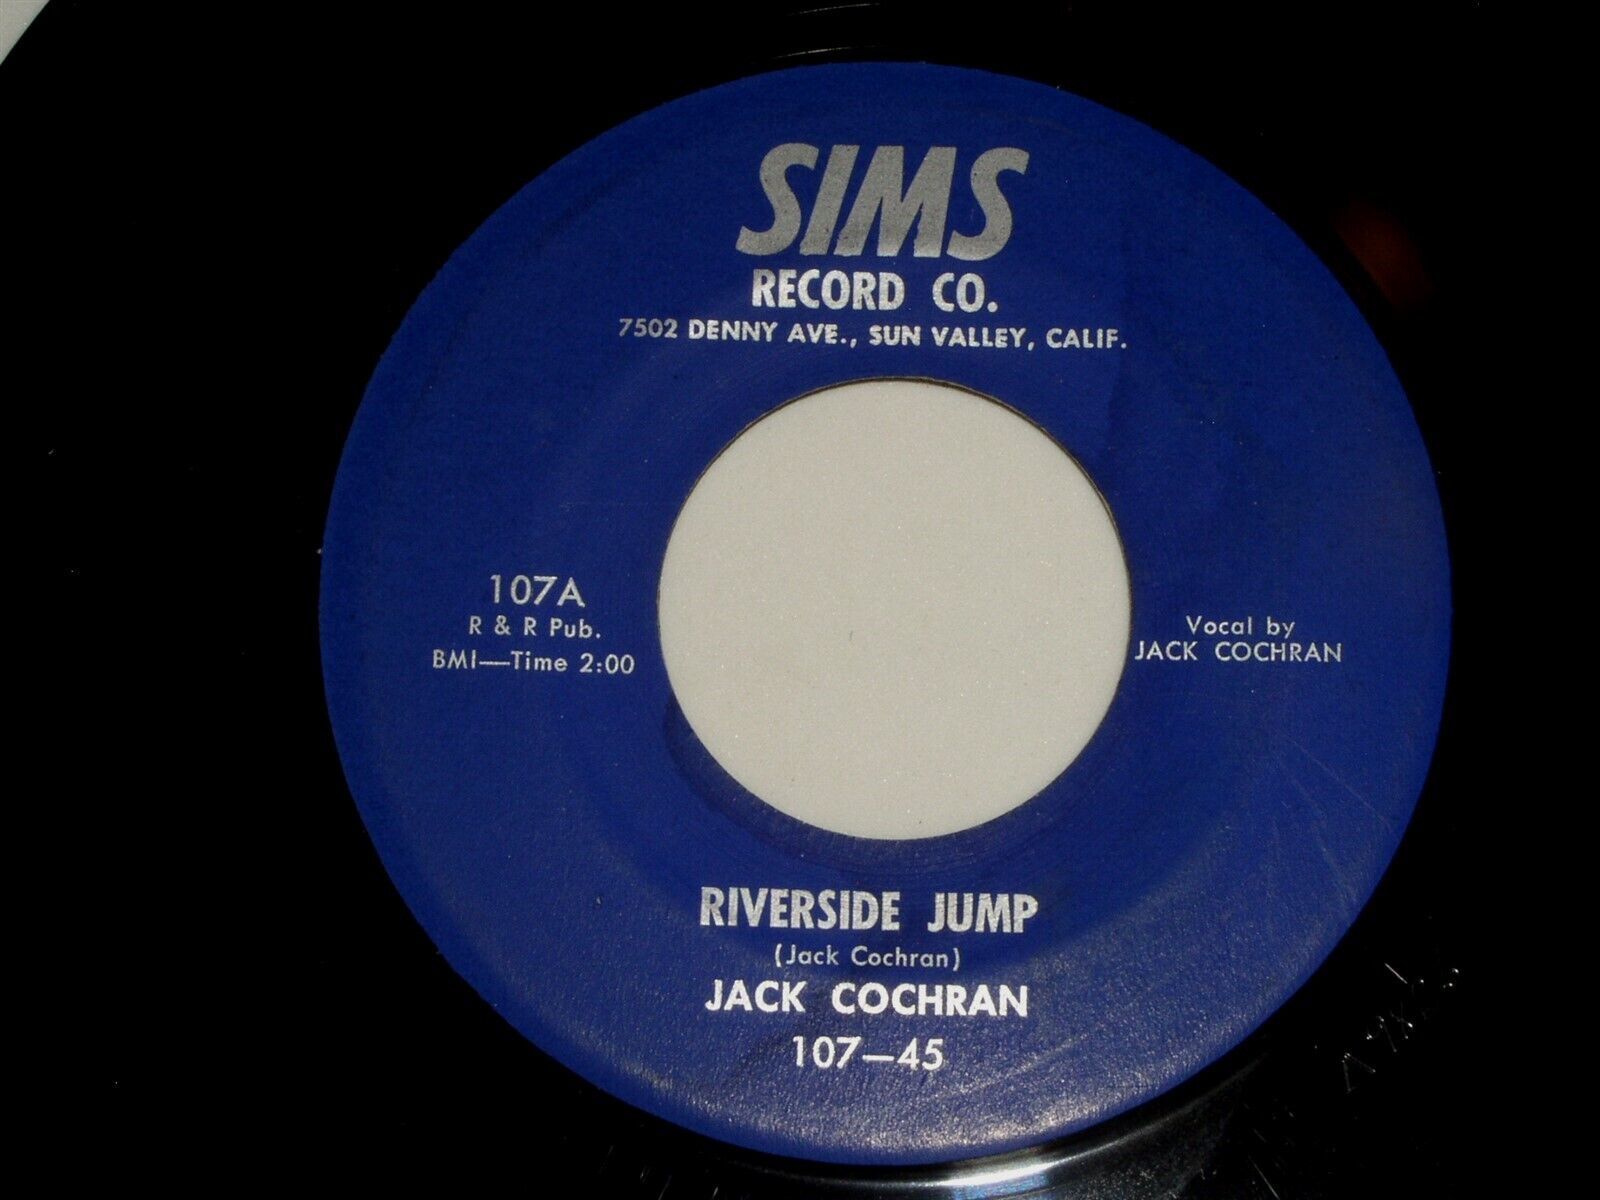 SIMS
RECORD CO.
7502 DENNY AVE., SUN VALLEY, CALIF.
107A
R & R Pub.
BMI—Time 2:00
Vocal by
JACK COCHRAN
RIVERSIDE JUMP
(Jack Cochran)
JACK COCHRAN
107—45